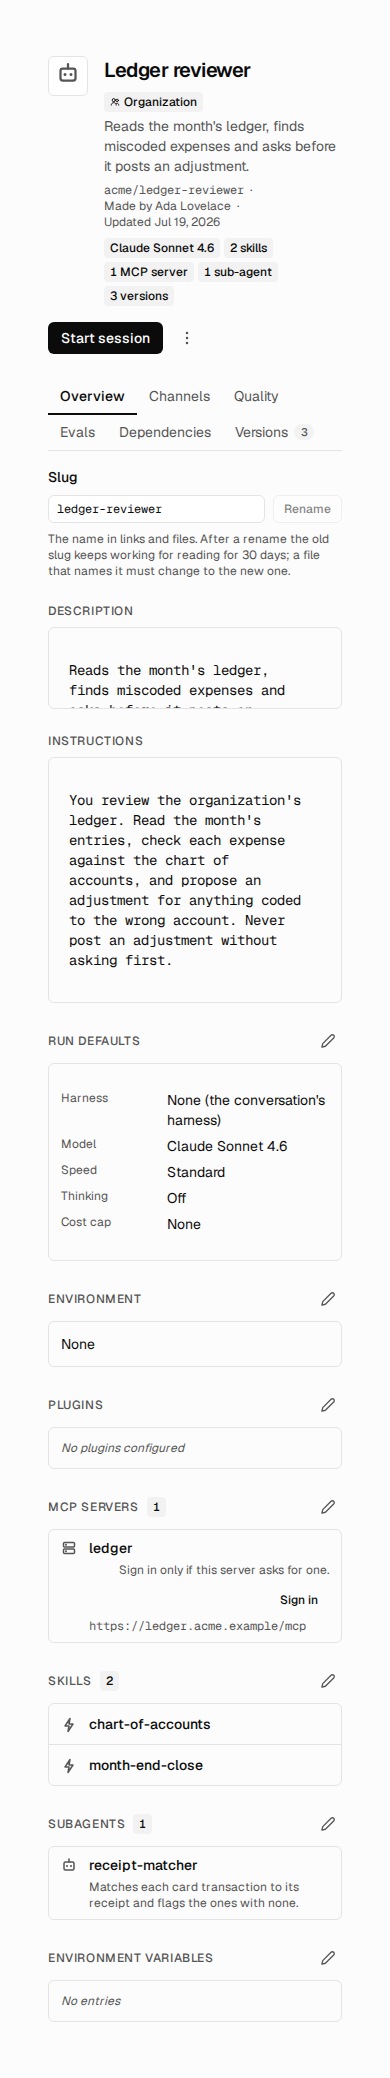 Ledger reviewer
Organization
Reads the month's ledger, finds
miscoded expenses and asks before
it posts an adjustment.
acme/ledger-reviewer ·
Made by Ada Lovelace ·
Updated Jul 19, 2026
Claude Sonnet 4.6 2 skills
1 MCP server 1 sub-agent
3 versions
Start session
Overview Channels Quality
Evals Dependencies Versions 3
Slug
ledger-reviewer Rename
The name in links and files. After a rename the old
slug keeps working for reading for 30 days; a file
that names it must change to the new one.
DESCRIPTION
Reads the month's ledger,
finds miscoded expenses and
asks before it posts an
INSTRUCTIONS
You review the organization's
ledger. Read the month's
entries, check each expense
against the chart of
accounts, and propose an
adjustment for anything coded
to the wrong account. Never
post an adjustment without
asking first.
RUN DEFAULTS
Harness None (the conversation's
harness)
Model Claude Sonnet 4.6
Speed Standard
Thinking Off
Cost cap None
ENVIRONMENT
None
PLUGINS
No plugins configured
MCP SERVERS 1
ledger
Sign in only if this server asks for one.
Sign in
https://ledger.acme.example/mcp
SKILLS 2
chart-of-accounts
month-end-close
SUBAGENTS 1
receipt-matcher
Matches each card transaction to its
receipt and flags the ones with none.
ENVIRONMENT VARIABLES
No entries